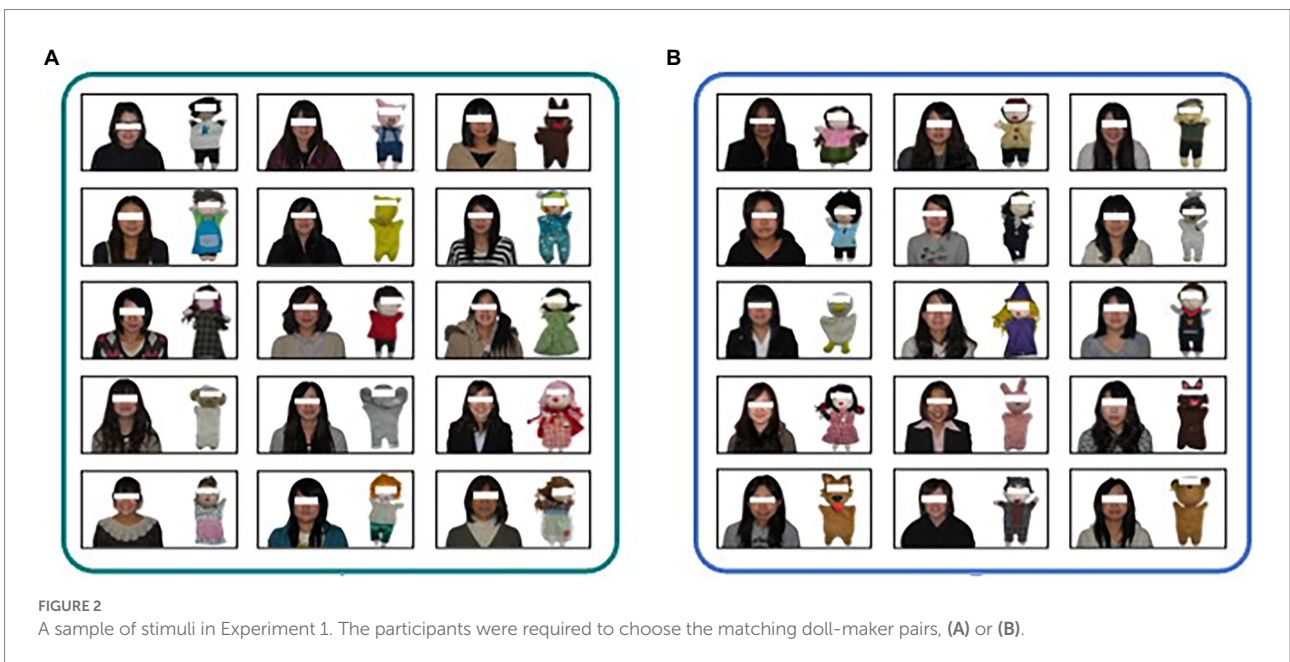 A
B
FIGURE 2
A sample of stimuli in Experiment 1. The participants were required to choose the matching doll-maker pairs, (A) or (B).